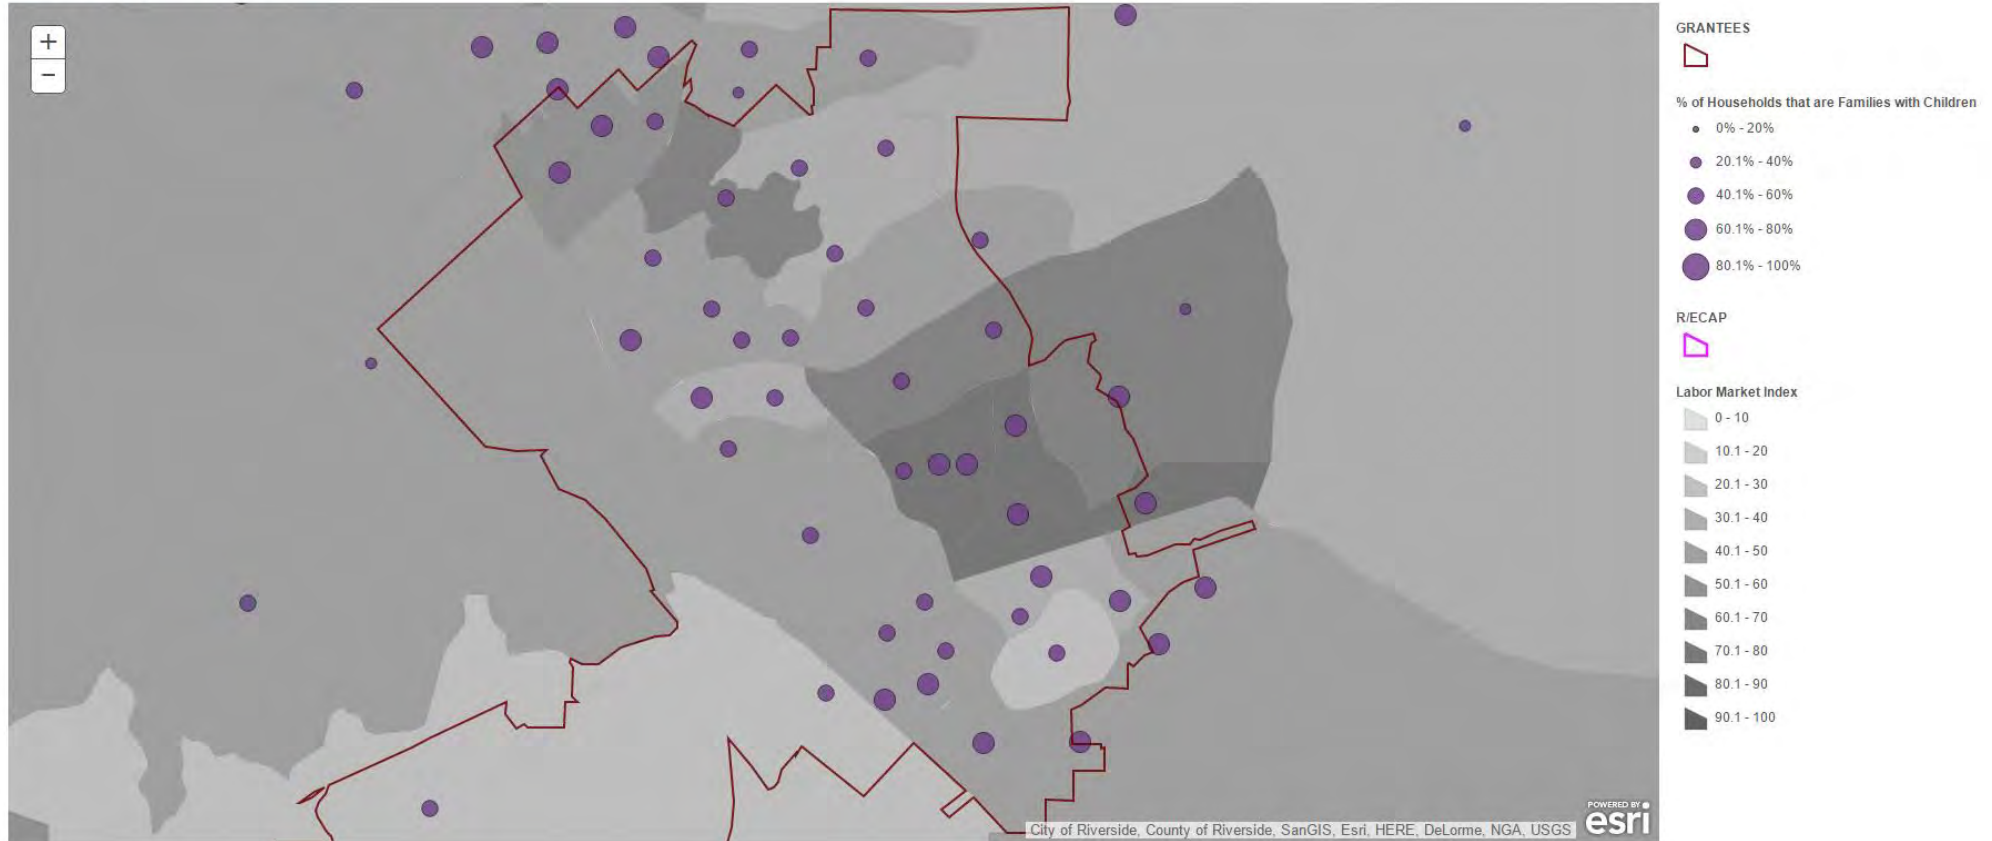 +
−
GRANTEES
% of Households that are Families with Children
0% - 20%
20.1% - 40%
40.1% - 60%
60.1% - 80%
80.1% - 100%
R/ECAP
Labor Market Index
0 - 10
10.1 - 20
20.1 - 30
30.1 - 40
40.1 - 50
50.1 - 60
60.1 - 70
70.1 - 80
80.1 - 90
90.1 - 100
POWERED BY
esri
City of Riverside, County of Riverside, SanGIS, Esri, HERE, DeLorme, NGA, USGS